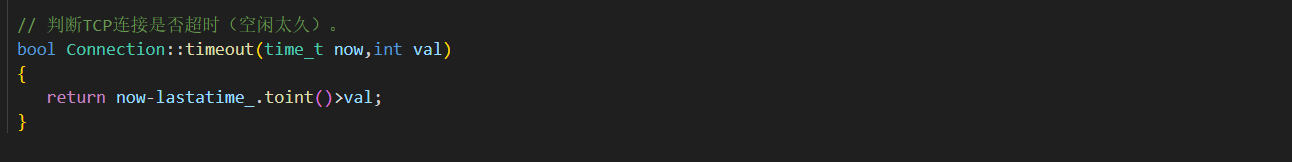 // 判断TCP连接是否超时（空闲太久）。
bool Connection::timeout(time_t now,int val)
{
   return now-lastatime_.toint()>val;
}